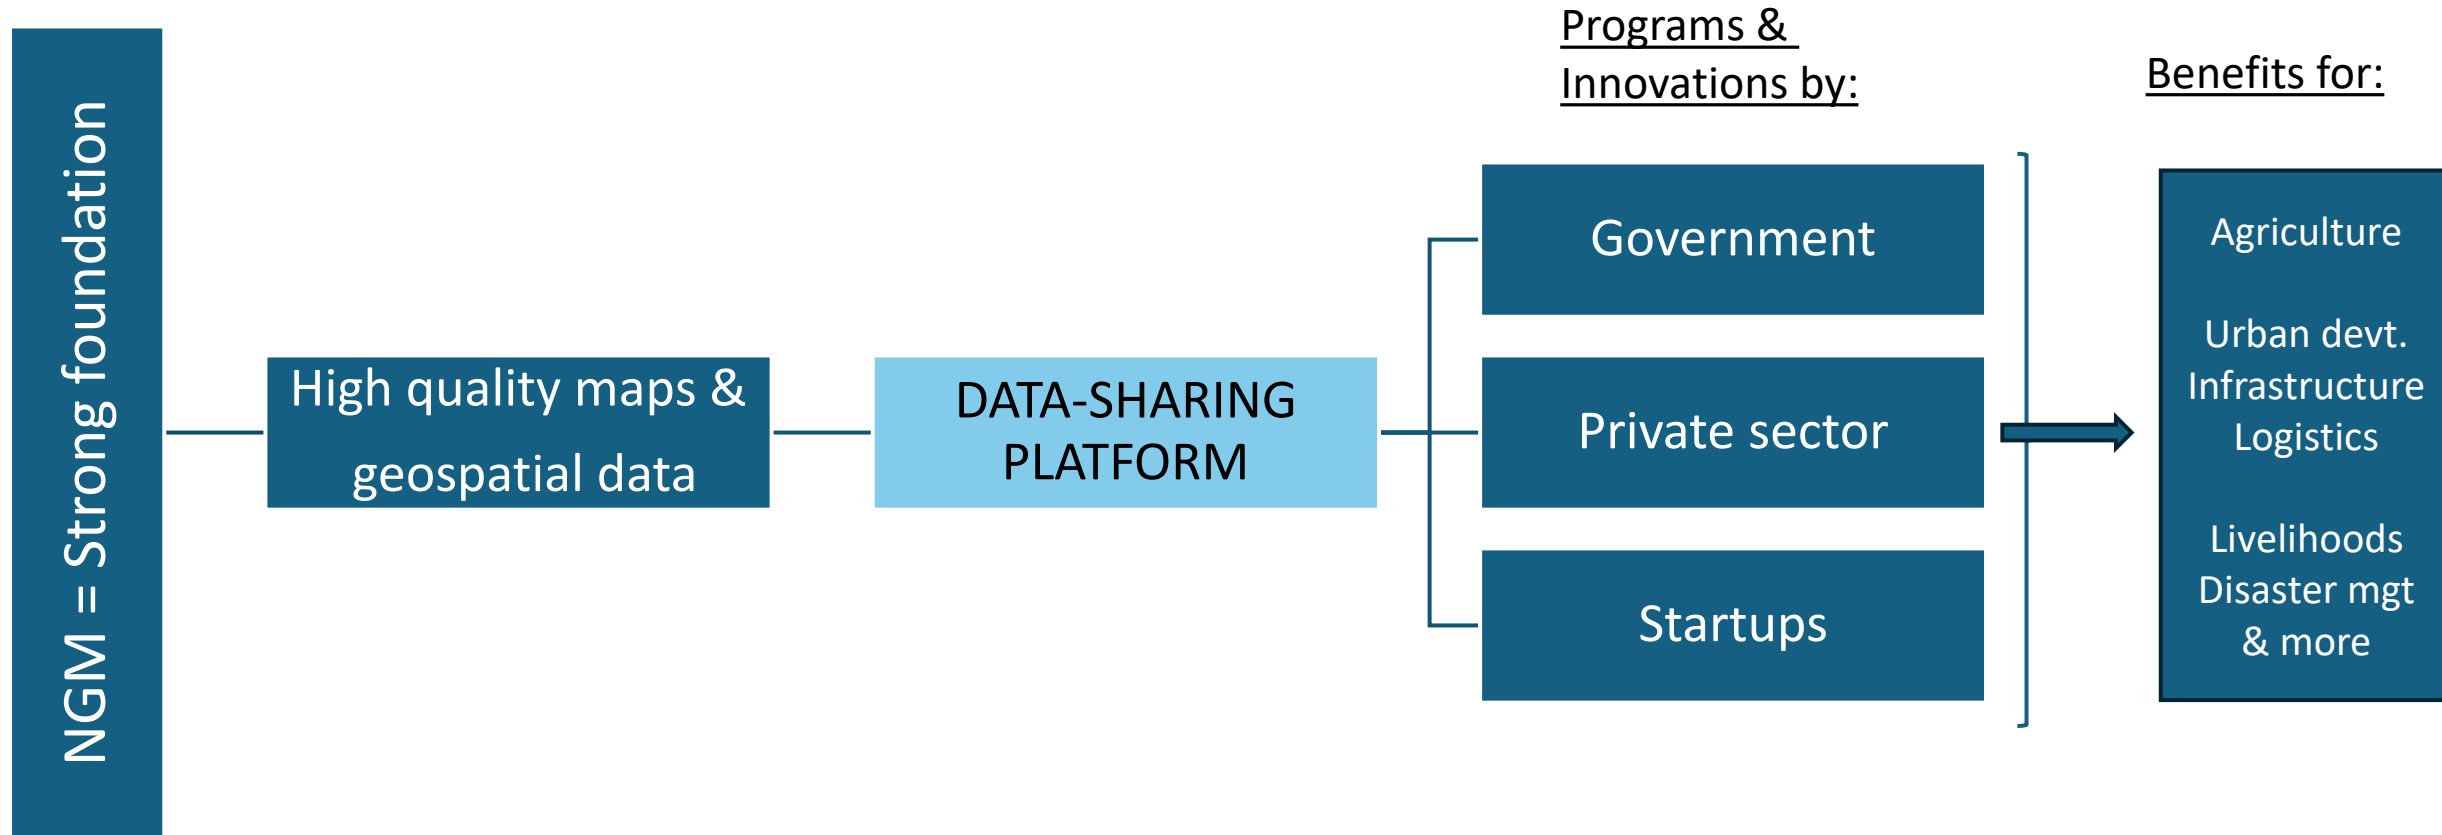 NGM = Strong foundation
High quality maps &
geospatial data
DATA-SHARING
PLATFORM
Programs &
Innovations by:
Government
Private sector
Startups
Benefits for:
Agriculture
Urban devt.
Infrastructure
Logistics
Livelihoods
Disaster mgt
& more